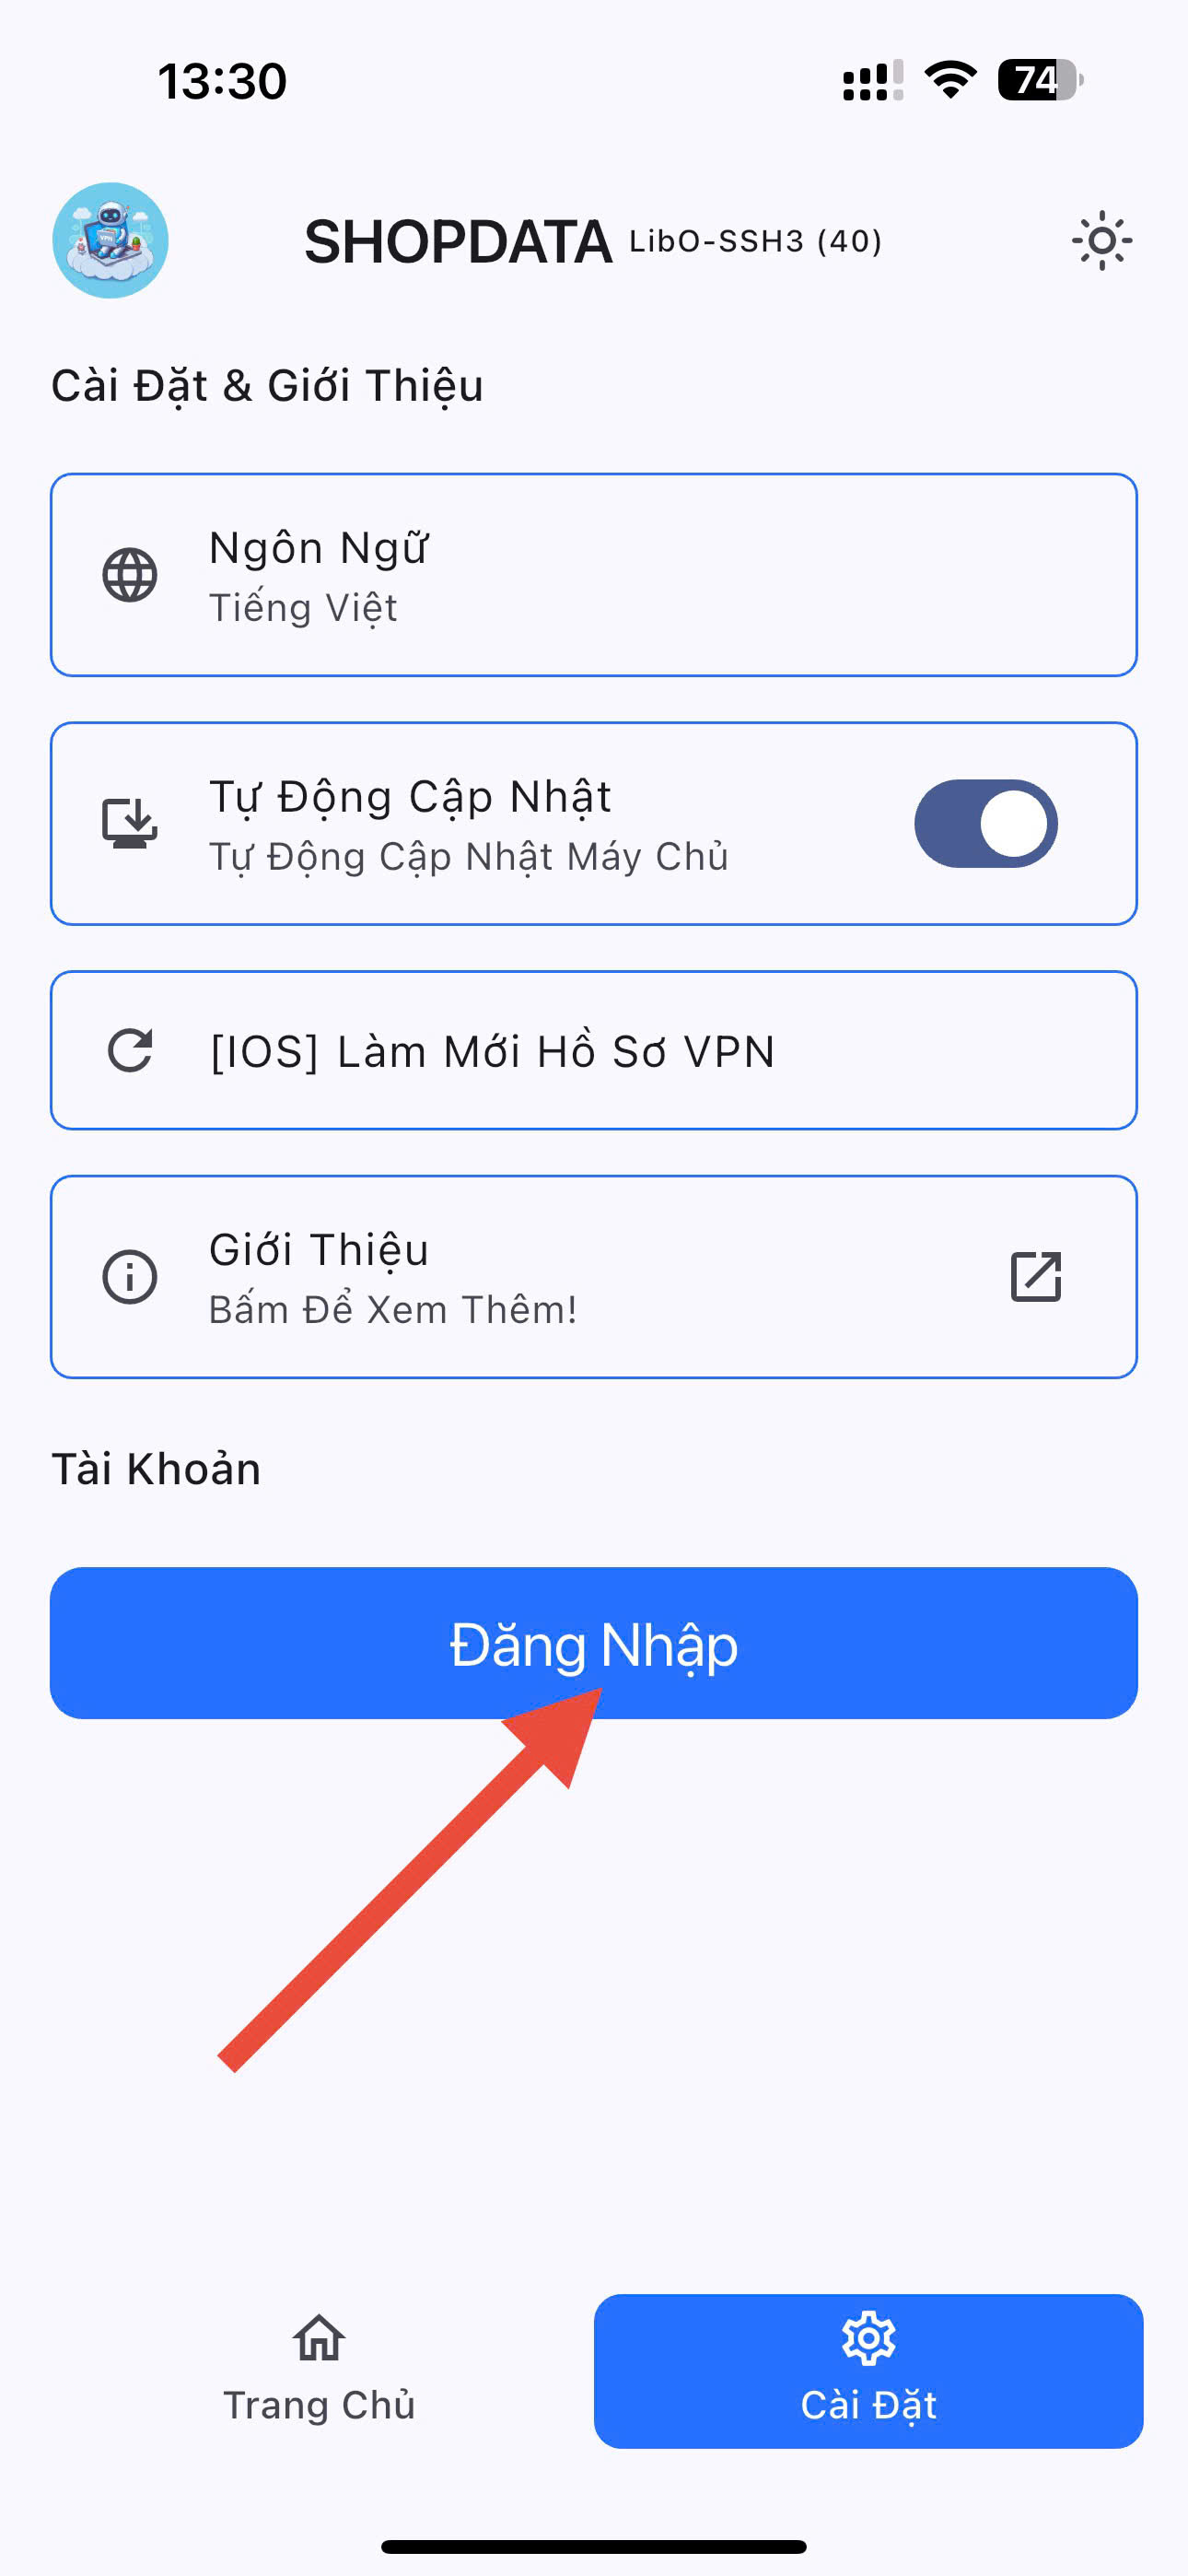 13:30
74
SHOPDATA LibO-SSH3 (40)
Cài Đặt & Giới Thiệu
Ngôn Ngữ
Tiếng Việt
Tự Động Cập Nhật
Tự Động Cập Nhật Máy Chủ
[IOS] Làm Mới Hồ Sơ VPN
Giới Thiệu
Bấm Để Xem Thêm!
Tài Khoản
Đăng Nhập
Trang Chủ
Cài Đặt